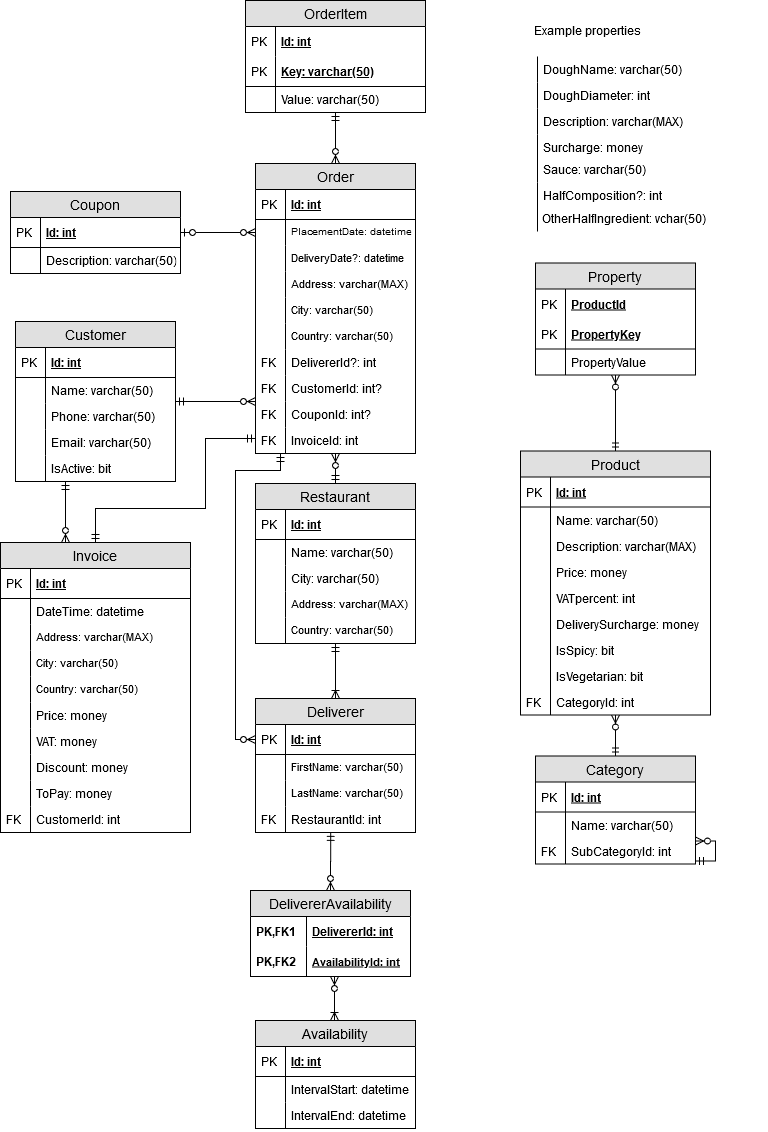 OrderItem
PK Id: int
PK Key: varchar(50)
Value: varchar(50)
Example properties
DoughName: varchar(50)
DoughDiameter: int
Description: varchar(MAX)
Surcharge: money
Sauce: varchar(50)
HalfComposition?: int
OtherHalfIngredient: vchar(50)
Order
PK Id: int
PlacementDate: datetime
DeliveryDate?: datetime
Address: varchar(MAX)
City: varchar(50)
Country: varchar(50)
FK DelivererId?: int
FK CustomerId: int?
FK CouponId: int?
FK InvoiceId: int
Coupon
PK Id: int
Description: varchar(50)
Customer
PK Id: int
Name: varchar(50)
Phone: varchar(50)
Email: varchar(50)
IsActive: bit
Property
PK ProductId
PK PropertyKey
PropertyValue
Product
PK Id: int
Name: varchar(50)
Description: varchar(MAX)
Price: money
VATpercent: int
DeliverySurcharge: money
IsSpicy: bit
IsVegetarian: bit
FK CategoryId: int
Restaurant
PK Id: int
Name: varchar(50)
City: varchar(50)
Address: varchar(MAX)
Country: varchar(50)
Invoice
PK Id: int
DateTime: datetime
Address: varchar(MAX)
City: varchar(50)
Country: varchar(50)
Price: money
VAT: money
Discount: money
ToPay: money
FK CustomerId: int
Deliverer
PK Id: int
FirstName: varchar(50)
LastName: varchar(50)
FK RestaurantId: int
Category
PK Id: int
Name: varchar(50)
FK SubCategoryId: int
DelivererAvailability
PK,FK1 DelivererId: int
PK,FK2 AvailabilityId: int
Availability
PK Id: int
IntervalStart: datetime
IntervalEnd: datetime